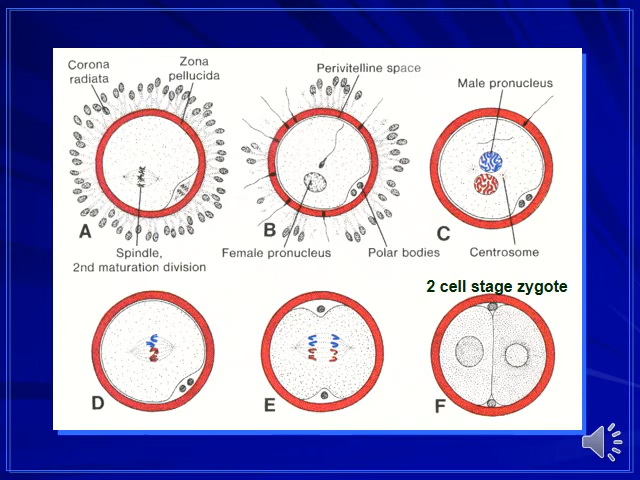 Corona
radiata
Zona
pellucida
Perivitelline space
Male pronucleus
A
B
C
Spindle,
2nd maturation division
Female pronucleus
Polar bodies
Centrosome
2 cell stage zygote
D
E
F